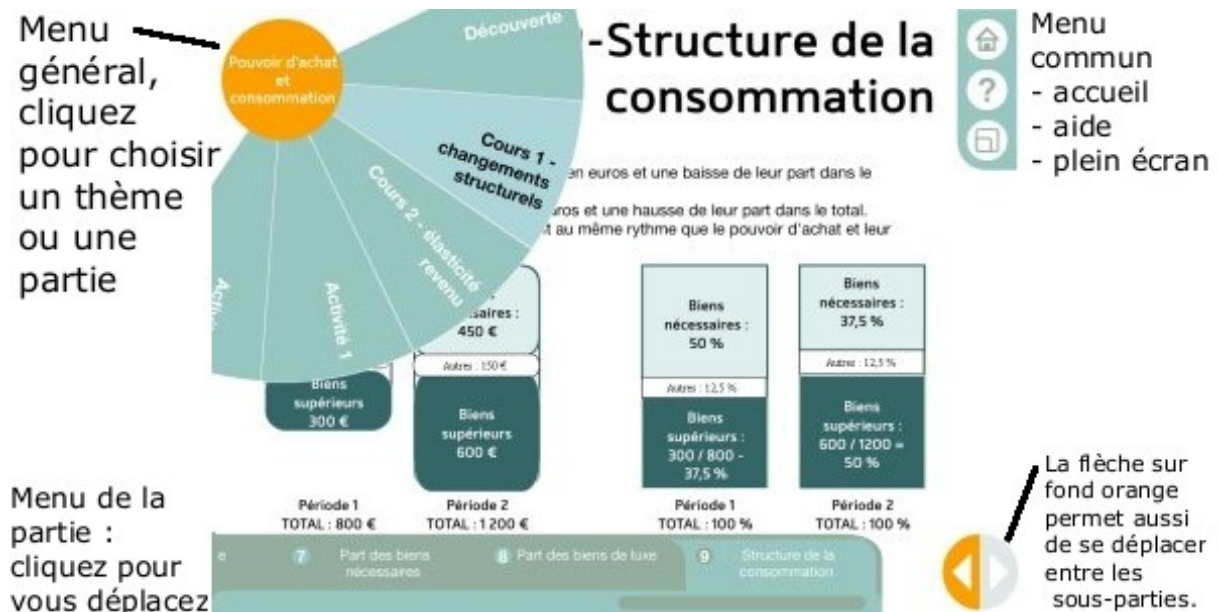 Menu
général,
cliquez
pour choisir
un thème
ou une
partie
Pouvoir d'achat
et
consommation
Découverte
Cours 1 -
changements
structurels
Cours 2 - élasticité
revenu
Activité 1
-Structure de la
consommation
Menu
commun
- accueil
?
- aide
- plein écran
en euros et une baisse de leur part dans le
et une hausse de leur part dans le total.
au même rythme que le pouvoir d'achat et leur
450 €
Autres : 150 €
Biens
supérieurs
300 €
Biens
supérieurs
600 €
Biens
nécessaires :
50 %
Autres : 12,5 %
Biens
supérieurs :
300 / 800 -
37,5 %
Biens
nécessaires :
37,5 %
Autres : 12,5 %
Biens
supérieurs :
600 / 1200 =
50 %
Période 1
TOTAL : 800 €
Période 2
TOTAL : 1 200 €
Période 1
TOTAL : 100 %
Période 2
TOTAL : 100 %
Menu de la
partie :
cliquez pour
vous déplacez
e
7 Part des biens
nécessaires
8 Part des biens de luxe
9 Structure de la
consommation
La flèche sur
fond orange
permet aussi
de se déplacer
entre les
sous-parties.